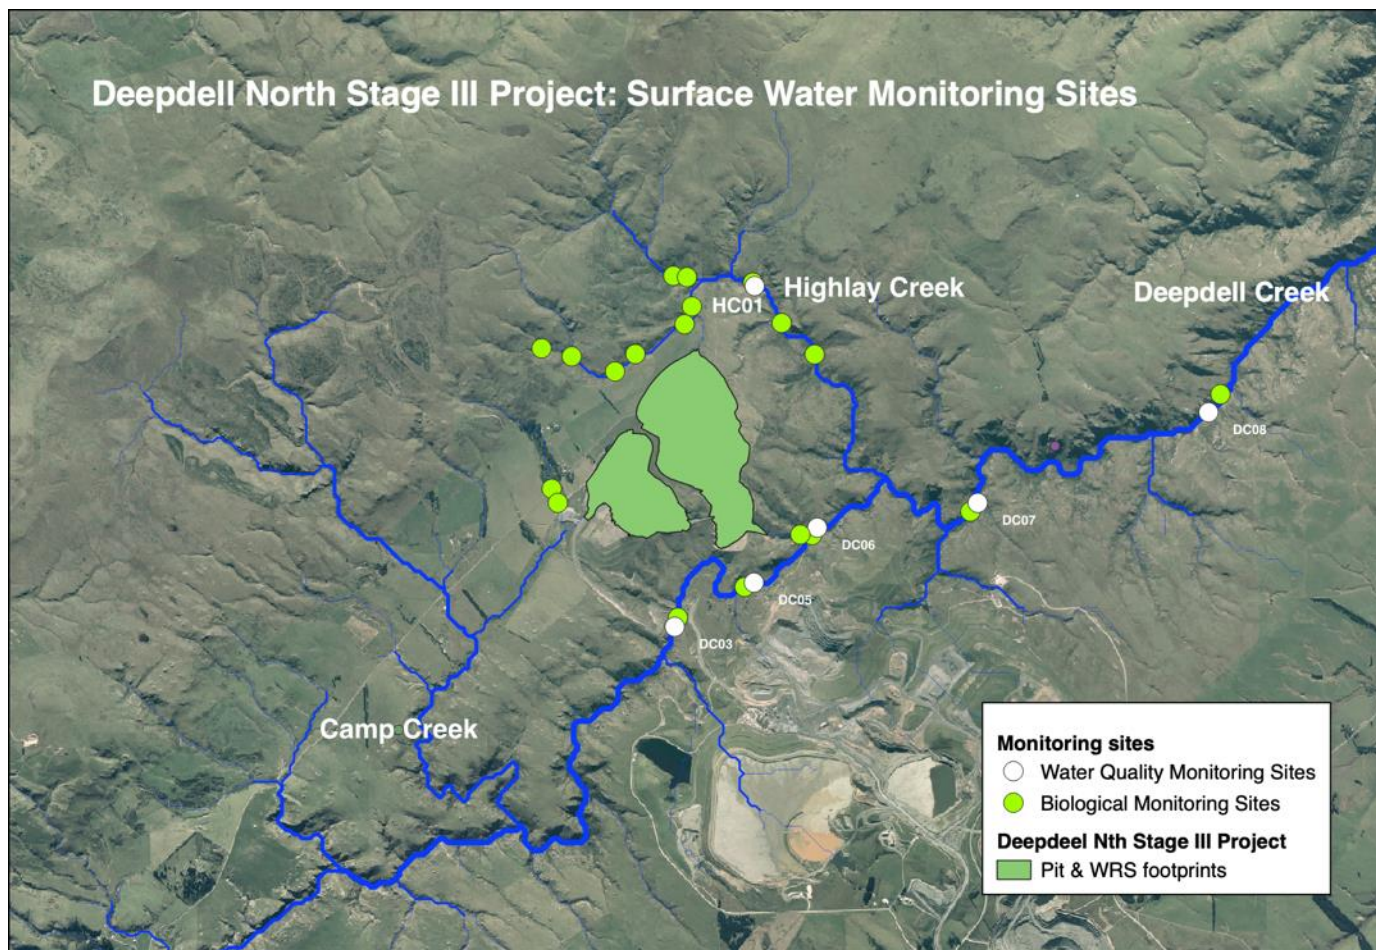 Deepdell North Stage III Project: Surface Water Monitoring Sites
Highlay Creek
HC01
Deepdell Creek
DC08
DC07
DC06
DC05
DC03
Camp Creek
Monitoring sites
Water Quality Monitoring Sites
Biological Monitoring Sites
Deepdeel Nth Stage III Project
Pit & WRS footprints